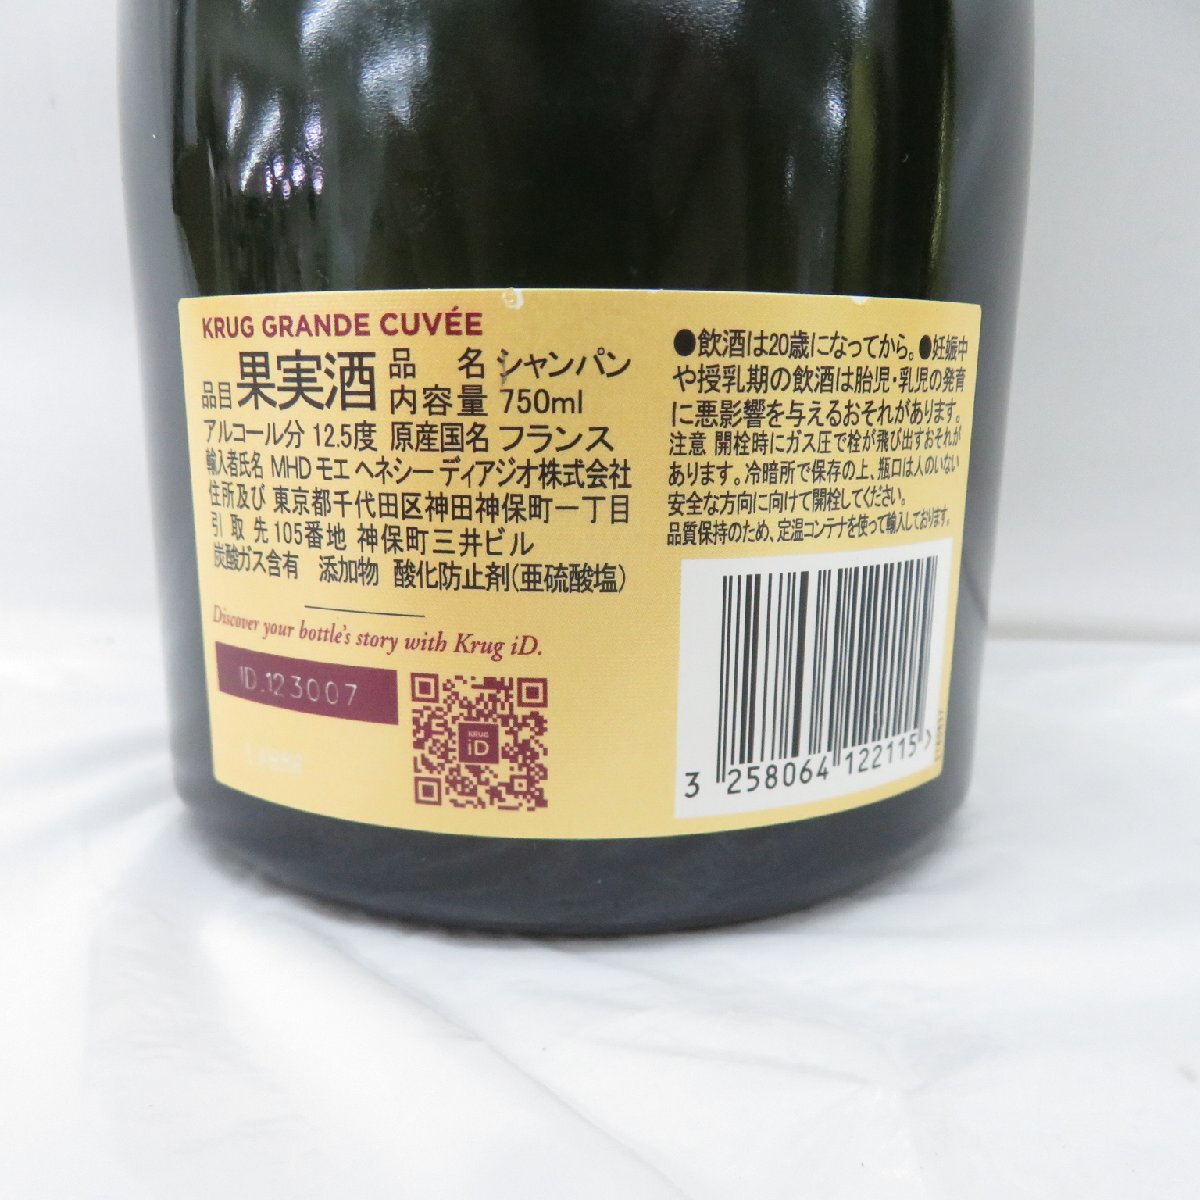 KRUG GRANDE CUVÉE
品目 果実酒 品名 シャンパン
内容量 750ml
アルコール分 12.5度 原産国名 フランス
輸入者氏名 MHD モエ ヘネシー ディアジオ株式会社
住所及び 東京都千代田区神田神保町一丁目
引取先 105番地 神保町三井ビル
炭酸ガス含有 添加物 酸化防止剤(亜硫酸塩)
Discover your bottle's story with Krug iD.
iD.123007
KRUG
iD
●飲酒は20歳になってから。●妊娠中
や授乳期の飲酒は胎児・乳児の発育
に悪影響を与えるおそれがあります。
注意 開栓時にガス圧で栓が飛び出すおそれが
あります。冷暗所で保存の上、瓶口は人のいない
安全な方向に向けて開栓してください。
品質保持のため、定温コンテナを使って輸入しております。
3 258064 122115 >